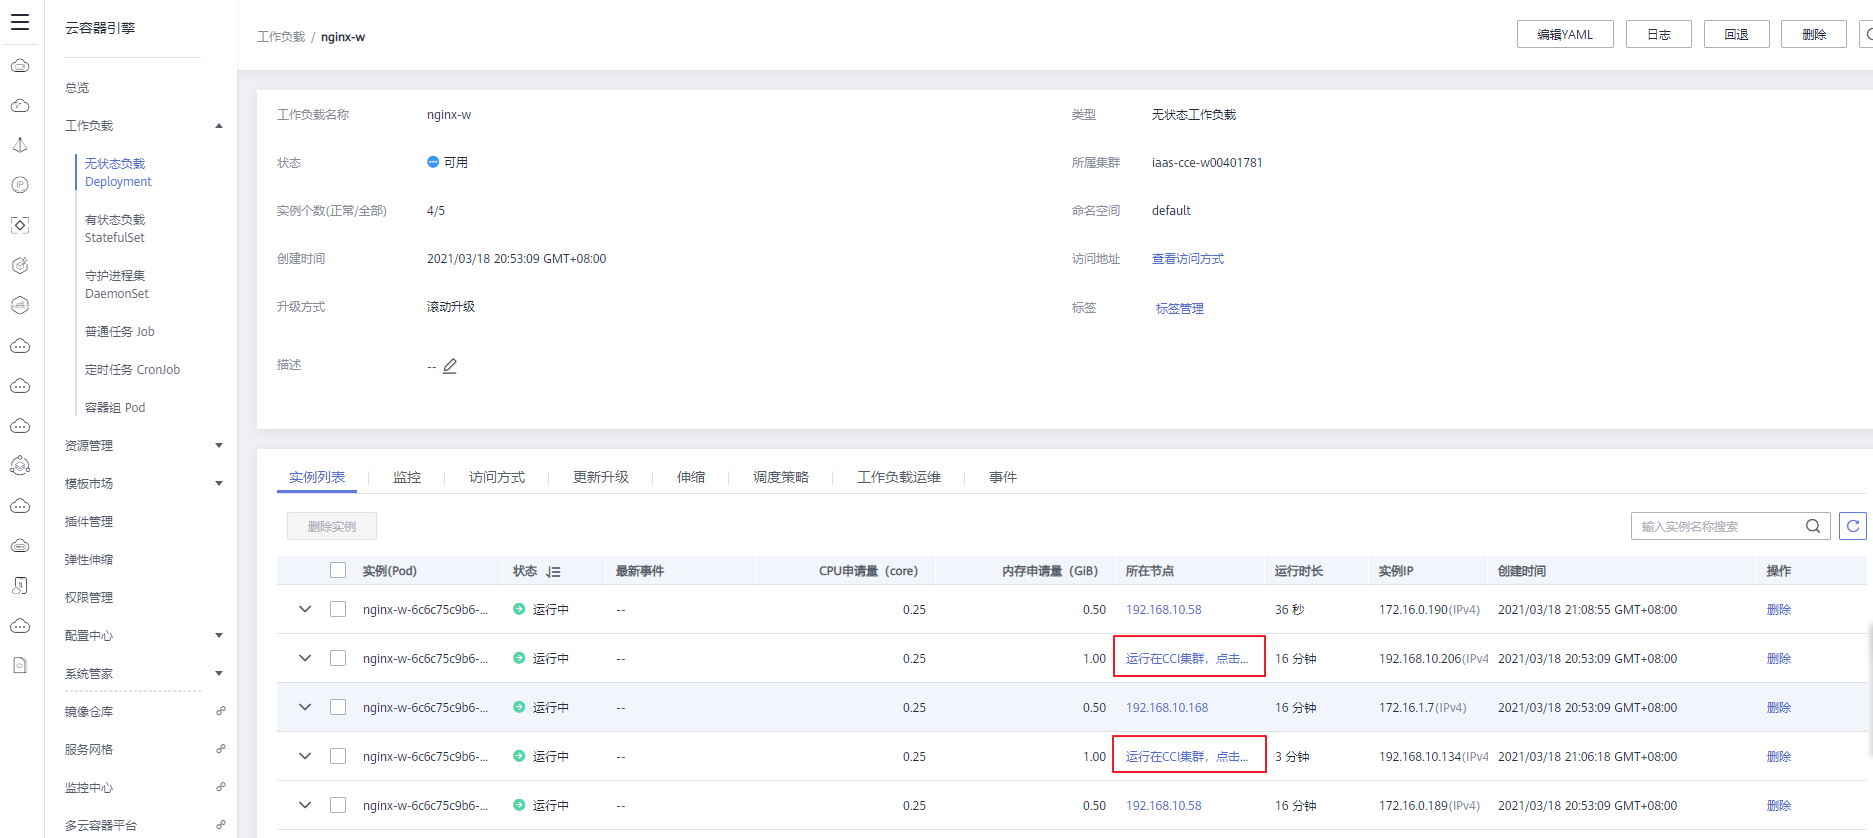 云容器引擎
总览
工作负载
无状态负载
Deployment
有状态负载
StatefulSet
守护进程集
DaemonSet
普通任务 Job
定时任务 CronJob
容器组 Pod
资源管理
模板市场
插件管理
弹性伸缩
权限管理
配置中心
系统管家
镜像仓库
服务网格
监控中心
多云容器平台
工作负载 / nginx-w
编辑YAML 日志 回退 删除
工作负载名称 nginx-w 类型 无状态工作负载
状态 可用 所属集群 iaas-cce-w00401781
实例个数(正常/全部) 4/5 命名空间 default
创建时间 2021/03/18 20:53:09 GMT+08:00 访问地址 查看访问方式
升级方式 滚动升级 标签 标签管理
描述 --
实例列表 监控 访问方式 更新升级 伸缩 调度策略 工作负载运维 事件
删除实例 输入实例名称搜索
实例(Pod) 状态 最新事件 CPU申请量（core） 内存申请量（GiB） 所在节点 运行时长 实例IP 创建时间 操作
nginx-w-6c6c75c9b6-... 运行中 -- 0.25 0.50 192.168.10.58 36 秒 172.16.0.190(IPv4) 2021/03/18 21:08:55 GMT+08:00 删除
nginx-w-6c6c75c9b6-... 运行中 -- 0.25 1.00 运行在CCI集群，点击... 16 分钟 192.168.10.206(IPv4 2021/03/18 20:53:09 GMT+08:00 删除
nginx-w-6c6c75c9b6-... 运行中 -- 0.25 0.50 192.168.10.168 16 分钟 172.16.1.7(IPv4) 2021/03/18 20:53:09 GMT+08:00 删除
nginx-w-6c6c75c9b6-... 运行中 -- 0.25 1.00 运行在CCI集群，点击... 3 分钟 192.168.10.134(IPv4 2021/03/18 21:06:18 GMT+08:00 删除
nginx-w-6c6c75c9b6-... 运行中 -- 0.25 0.50 192.168.10.58 16 分钟 172.16.0.189(IPv4) 2021/03/18 20:53:09 GMT+08:00 删除